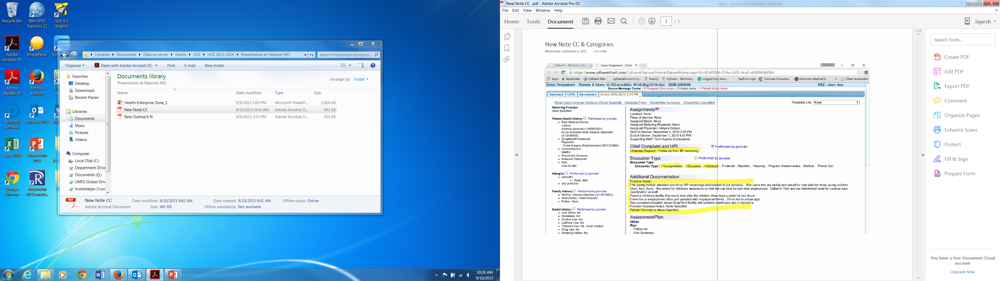 Recycle Bin
IBM SPSS
Statistics 22
SAS 9.3
(English)
Adobe
Acrobat DC
ImageNow
Adobe
Reader XI
Mozilla
Firefox
Echo360
Softwa...
Outlook 2013
Excel 2013
PowerPoint
2013
Google
Chrome
Respondus
4.0 Campus...
Libraries
Documents
Data on server
Grants
HEZ
HEZ 2015-2016
Presentation at Hanover MD
Search Presentation at Hanov...
Organize
Open with Adobe Acrobat DC
Print
E-mail
New folder
Favorites
Desktop
Downloads
Recent Places
Libraries
Documents
Music
Pictures
Videos
Computer
Local Disk (C:)
Department Drive
Documents (Q:)
UMES Global Driv
trustedapps (\\um
Documents library
Presentation at Hanover MD
Arrange by: Folder
Name Date modified Type Size
Health Enterprise Zone_1 9/9/2015 5:00 PM Microsoft PowerP... 2,066 KB
New Note CC 9/10/2015 9:42 AM Adobe Acrobat D... 442 KB
New Outreach N 9/9/2015 3:53 PM Adobe Acrobat D... 433 KB
New Note CC Date modified: 9/10/2015 9:42 AM Date created: 9/10/2015 9:42 AM Offline status: Online
Adobe Acrobat Document Size: 441 KB Offline availability: Not available
10:26 AM
9/10/2015
New Note CC .pdf - Adobe Acrobat Pro DC
File Edit View Window Help
Home Tools Document 1 / 2 Jayesh
New Note CC & Categories
Wednesday, September 9, 2015 12:13 AM
Cyfluent - Electronic Hea
Gwen Testpatient - Chart
https://www.cyfluentchart.com/Cyfluent/Secure/Home/PatientHome.aspx?id=81bf0594-014a-cb55-9ce0-e0309fc8959d
Apps Bookmarks Cyfluent Web cyfluentehr.com | Cy... New Cy Cyfluent - Electronic... Logged Out | Xero ... PayPros Login Corcoran Consultin... Electronic Medical R... » Other bookmarks
Gwen Testpatient Female 6 Years H:152.4cm|60in W:45.8kg|101lb-2oz DOB:2/8/2009 HEZ - User: doc
Secure Message Center | 5 Unsigned Encounters | 0 Action Items | 1 Patient Action Items
Summary CPOE Documents Active: 9/8/2015 2:34 PM
Show Users Arrange Sections Virtual Superbill Generate Form Show/Hide Summary Show/Hide Cancelled
Template List: None
Referring Provider
None Specified
Patient Health History Performed by provider
Past Medical History:
Cancer
Asthma (disorder) (195967001)
Acute ischemic heart disease (disorder)
(413439005)
Surgeries/Procedures:
Reported:
Knee Surgery (Replacement) (07/15/2008)
Immunizations
MMRV
Preventive Services:
Advance Directives:
Diet:
Low fat diet
Allergies Performed by provider
penicillin
Rash. Mild
soy products
Family History Performed by provider
Mother: Obesity (disorder) (414916001)
Grandfather: Heart Disease
Father: Gout
Social History Performed by provider
Live Alone: No
Homeless: No
Alcohol Use: No
Caffeine Use: No
Tobacco Use: No, never smoker
Drug Use: No
Sleeping Habits: No
Assignments MU
Location: None
Place of Service: None
Assigned Room: None
Assigned Referring Physician: None
Assigned Physician: Ashyrra Dotson
Start of Service: September 1, 2015 2:50 PM
End of Service: September 1, 2015 4:30 PM
Supporting Staff: Terri Hughes (Consultant)
Chief Complaint and HPI Performed by provider
Childcare Request - Follow-up from BP screening
Encounter Type Performed by provider
Encounter Type
Encounter Type : +Transportation , + Education , +Childcare , -Financial , -Nutrition , -Housing , -Program Awarementss , -Medical , -Phone Call
Additional Documentation
Provider Notes:
This young mother attended one of our BP screenings and learned of our services. She came into our facility and asked for help with her three young children
(3yrs, 4yrs, 5yrs). She asked for childcare assistance so that she can look for part-time employment. Called in Terri and we determined need for medical care
coordination as well.
Found a childcare facility that would look after the children three days a week for two hours.
Drove her to employment office and assisted with employment forms. Drove her to actual appt.
Also provided education about ChopTank facility and possible healthcare visit in the home.
Provider Assistant Notes: None Specified
Patient Comments: None Specified
Assessment/Plan
Other
Plan
Follow Up:
Visit Summary:
Search Tools...
Create PDF
Edit PDF
Export PDF
Comment
Organize Pages
Enhance Scans
Protect
Fill & Sign
Prepare Form
You have a free Document Cloud
account
Upgrade Now